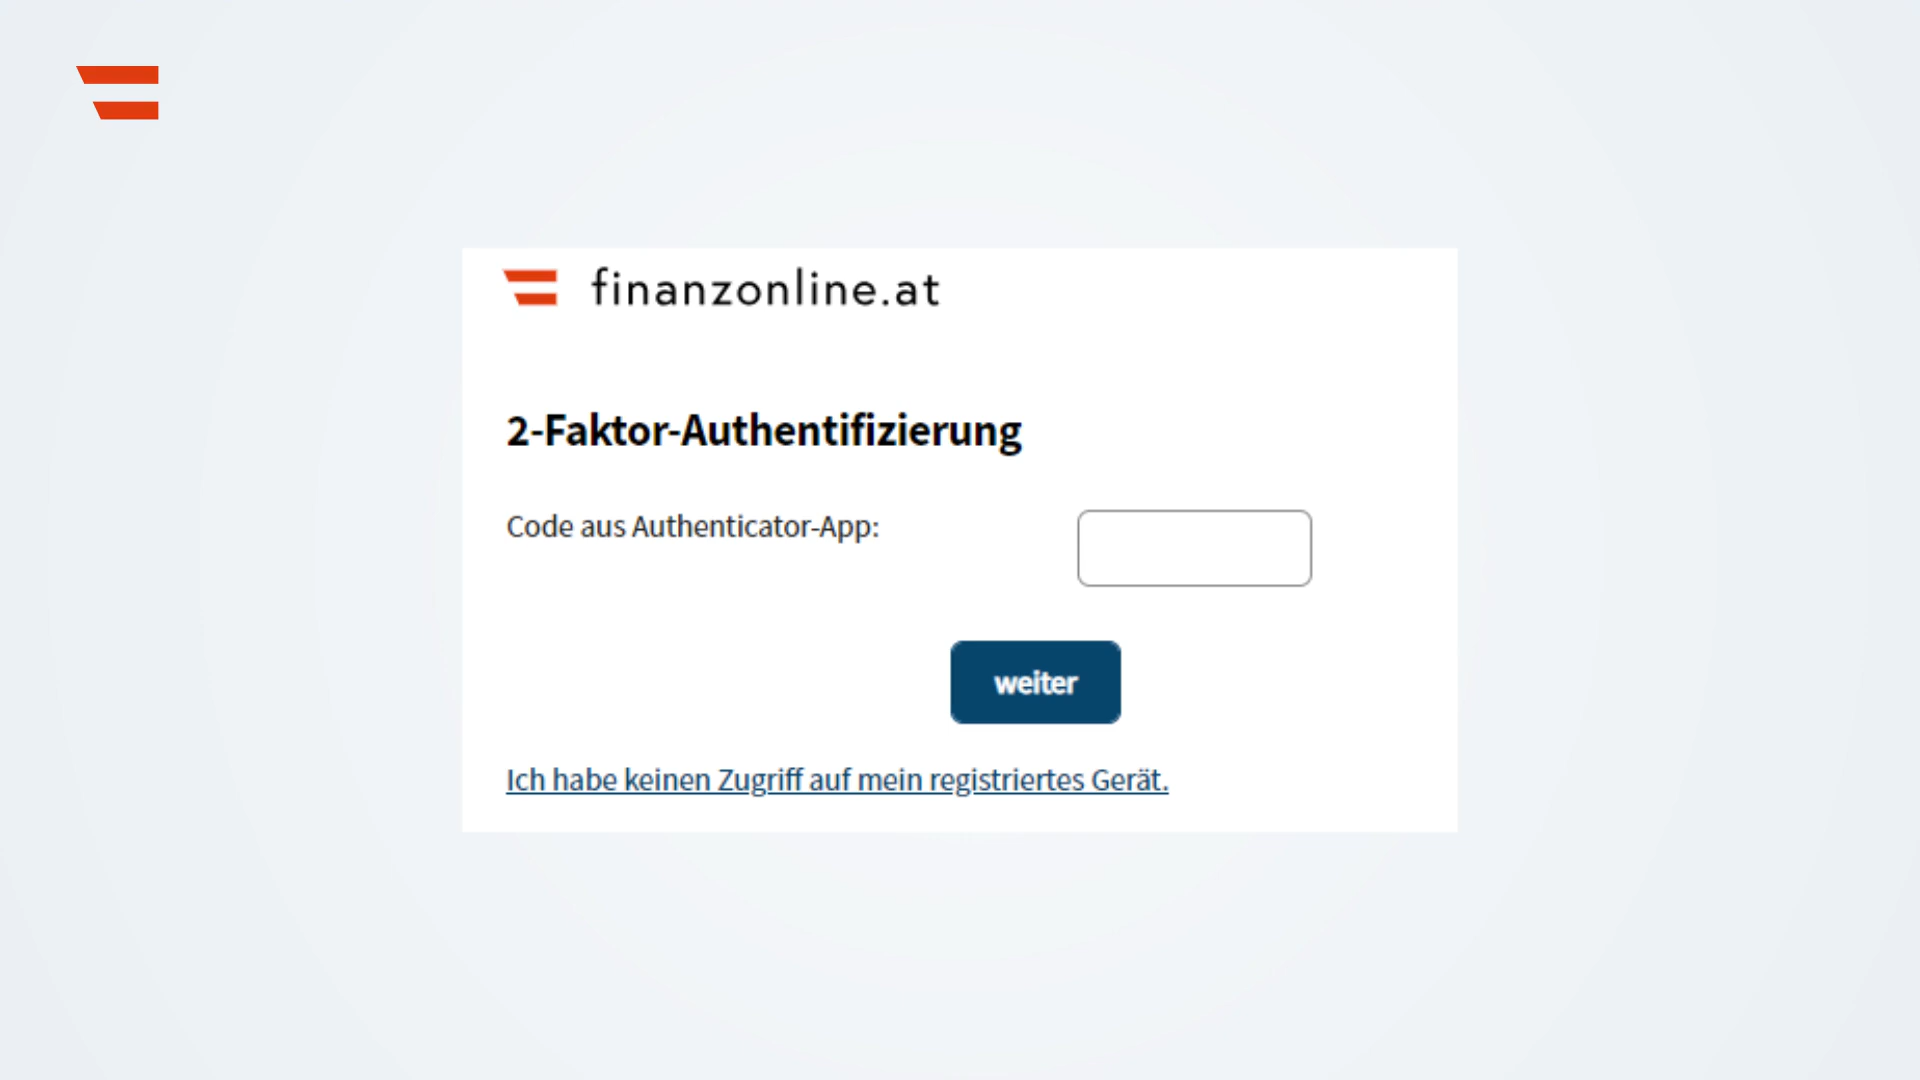 finanzonline.at
2-Faktor-Authentifizierung
Code aus Authenticator-App:
weiter
Ich habe keinen Zugriff auf mein registriertes Gerät.